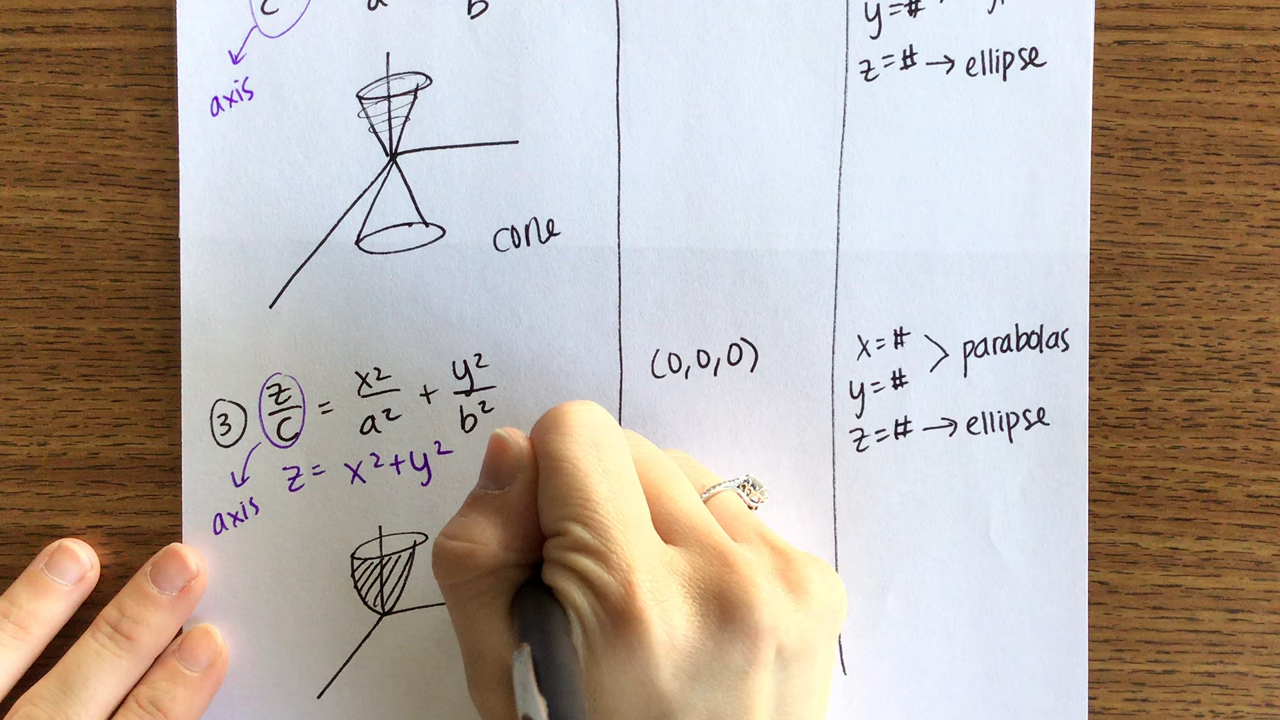 c a b
axis
y=#
z=# → ellipse
cone
③ z/c = x²/a² + y²/b²
axis
z = x²+y²
(0,0,0)
x=#
y=#
> parabolas
z=# → ellipse